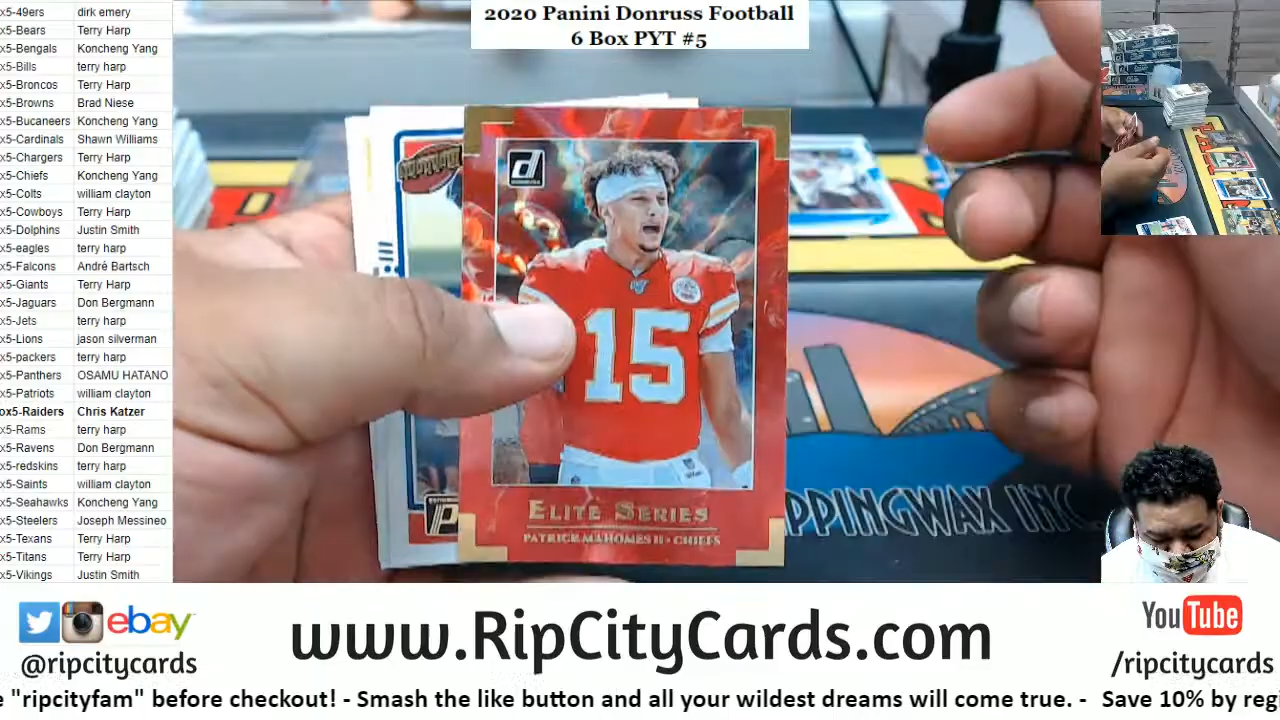 2020 Panini Donruss Football
6 Box PYT #5
x5-49ers dirk emery
x5-Bears Terry Harp
x5-Bengals Koncheng Yang
x5-Bills terry harp
x5-Broncos Terry Harp
x5-Browns Brad Niese
x5-Bucaneers Koncheng Yang
x5-Cardinals Shawn Williams
x5-Chargers Terry Harp
x5-Chiefs Koncheng Yang
x5-Colts william clayton
x5-Cowboys Terry Harp
x5-Dolphins Justin Smith
x5-eagles terry harp
x5-Falcons André Bartsch
x5-Giants Terry Harp
x5-Jaguars Don Bergmann
x5-Jets terry harp
x5-Lions jason silverman
x5-packers terry harp
x5-Panthers OSAMU HATANO
x5-Patriots william clayton
ox5-Raiders Chris Katzer
x5-Rams terry harp
x5-Ravens Don Bergmann
x5-redskins terry harp
x5-Saints william clayton
x5-Seahawks Koncheng Yang
x5-Steelers Joseph Messineo
x5-Texans Terry Harp
x5-Titans Terry Harp
x5-Vikings Justin Smith
d
15
ELITE SERIES
PATRICK MAHOMES II • CHIEFS
PPINGWAX INC.
ebay
@ripcitycards
www.RipCityCards.com
YouTube
/ripcitycards
e "ripcityfam" before checkout! - Smash the like button and all your wildest dreams will come true. - Save 10% by regi